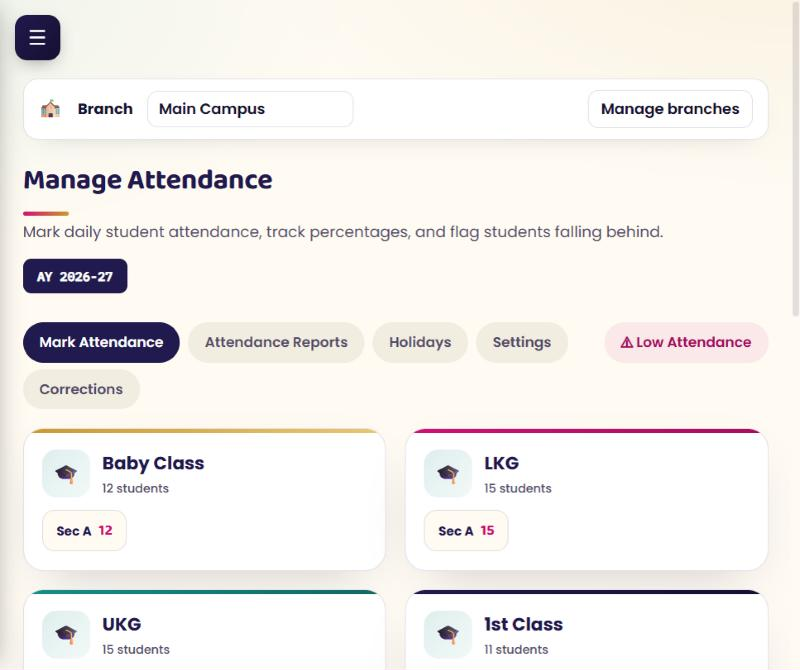 Branch Main Campus Manage branches
Manage Attendance
Mark daily student attendance, track percentages, and flag students falling behind.
AY 2026-27
Mark Attendance Attendance Reports Holidays Settings ⚠ Low Attendance
Corrections
Baby Class
12 students
Sec A 12
LKG
15 students
Sec A 15
UKG
15 students
1st Class
11 students